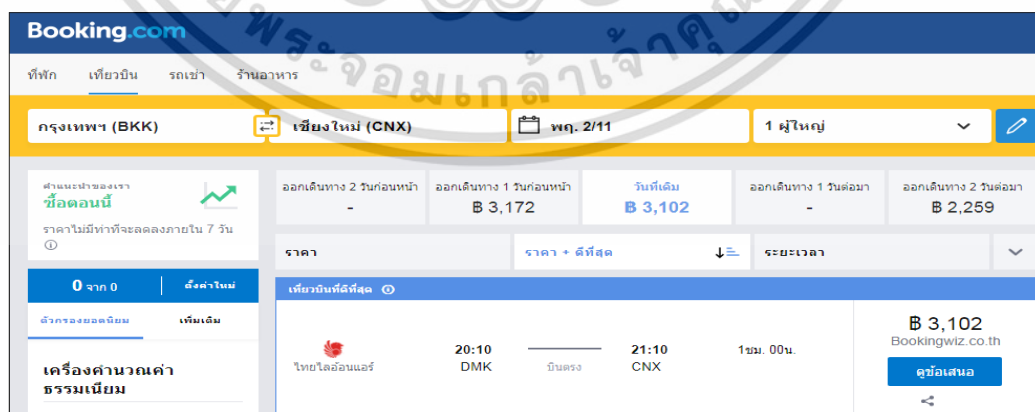 พระจอมเกล้าเจ้าคุณ
Booking.com
ที่พัก เที่ยวบิน รถเช่า ร้านอาหาร
กรุงเทพฯ (BKK) เชียงใหม่ (CNX) พฤ. 2/11 1 ผู้ใหญ่
คำแนะนำของเรา
ซื้อตอนนี้
ราคาไม่มีท่าทีจะลดลงภายใน 7 วัน
ออกเดินทาง 2 วันก่อนหน้า ออกเดินทาง 1 วันก่อนหน้า วันที่เดิม ออกเดินทาง 1 วันต่อมา ออกเดินทาง 2 วันต่อมา
- ฿ 3,172 ฿ 3,102 - ฿ 2,259
ราคา ราคา + ดีที่สุด ระยะเวลา
0 จาก 0 ตั้งค่าใหม่
ตัวกรองยอดนิยม เพิ่มเติม
เครื่องคำนวณค่า
ธรรมเนียม
เที่ยวบินที่ดีที่สุด
ไทยไลอ้อนแอร์
20:10 21:10 1ชม. 00น.
DMK บินตรง CNX
฿ 3,102
Bookingwiz.co.th
ดูข้อเสนอ